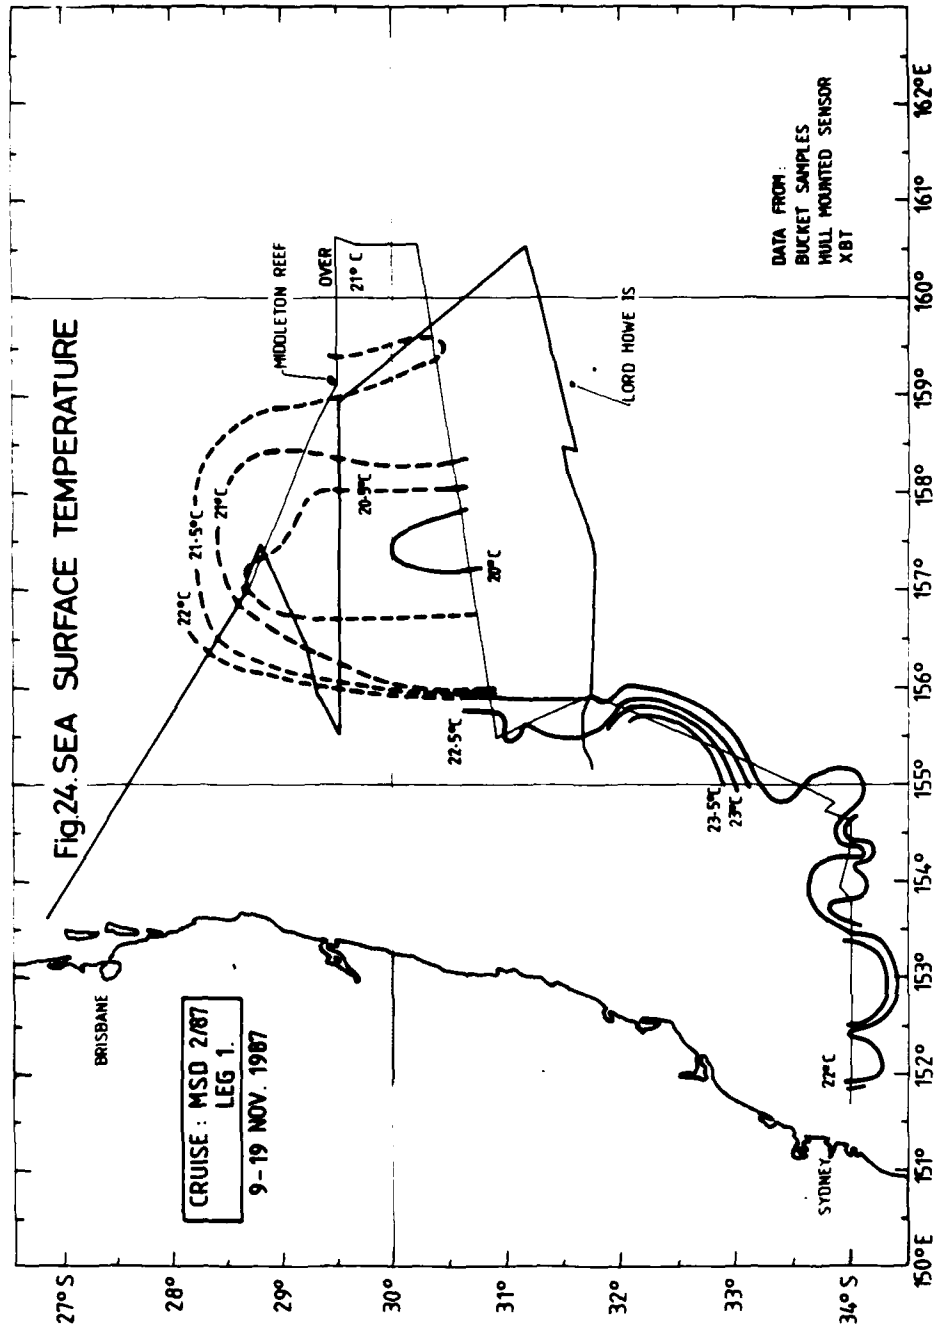 Fig.24. SEA SURFACE TEMPERATURE
CRUISE : MSD 2/87
LEG 1.
9-19 NOV. 1987
BRISBANE
SYDNEY
MIDDLETON REEF
OVER
21° C
LORD HOWE IS
22°C
21·5°C
21°C
20·5°C
20°C
22·5°C
23·5°C
23°C
22°C
DATA FROM:
BUCKET SAMPLES
HULL MOUNTED SENSOR
XBT
27° S
28°
29°
30°
31°
32°
33°
34° S
150°E
151°
152°
153°
154°
155°
156°
157°
158°
159°
160°
161°
162°E